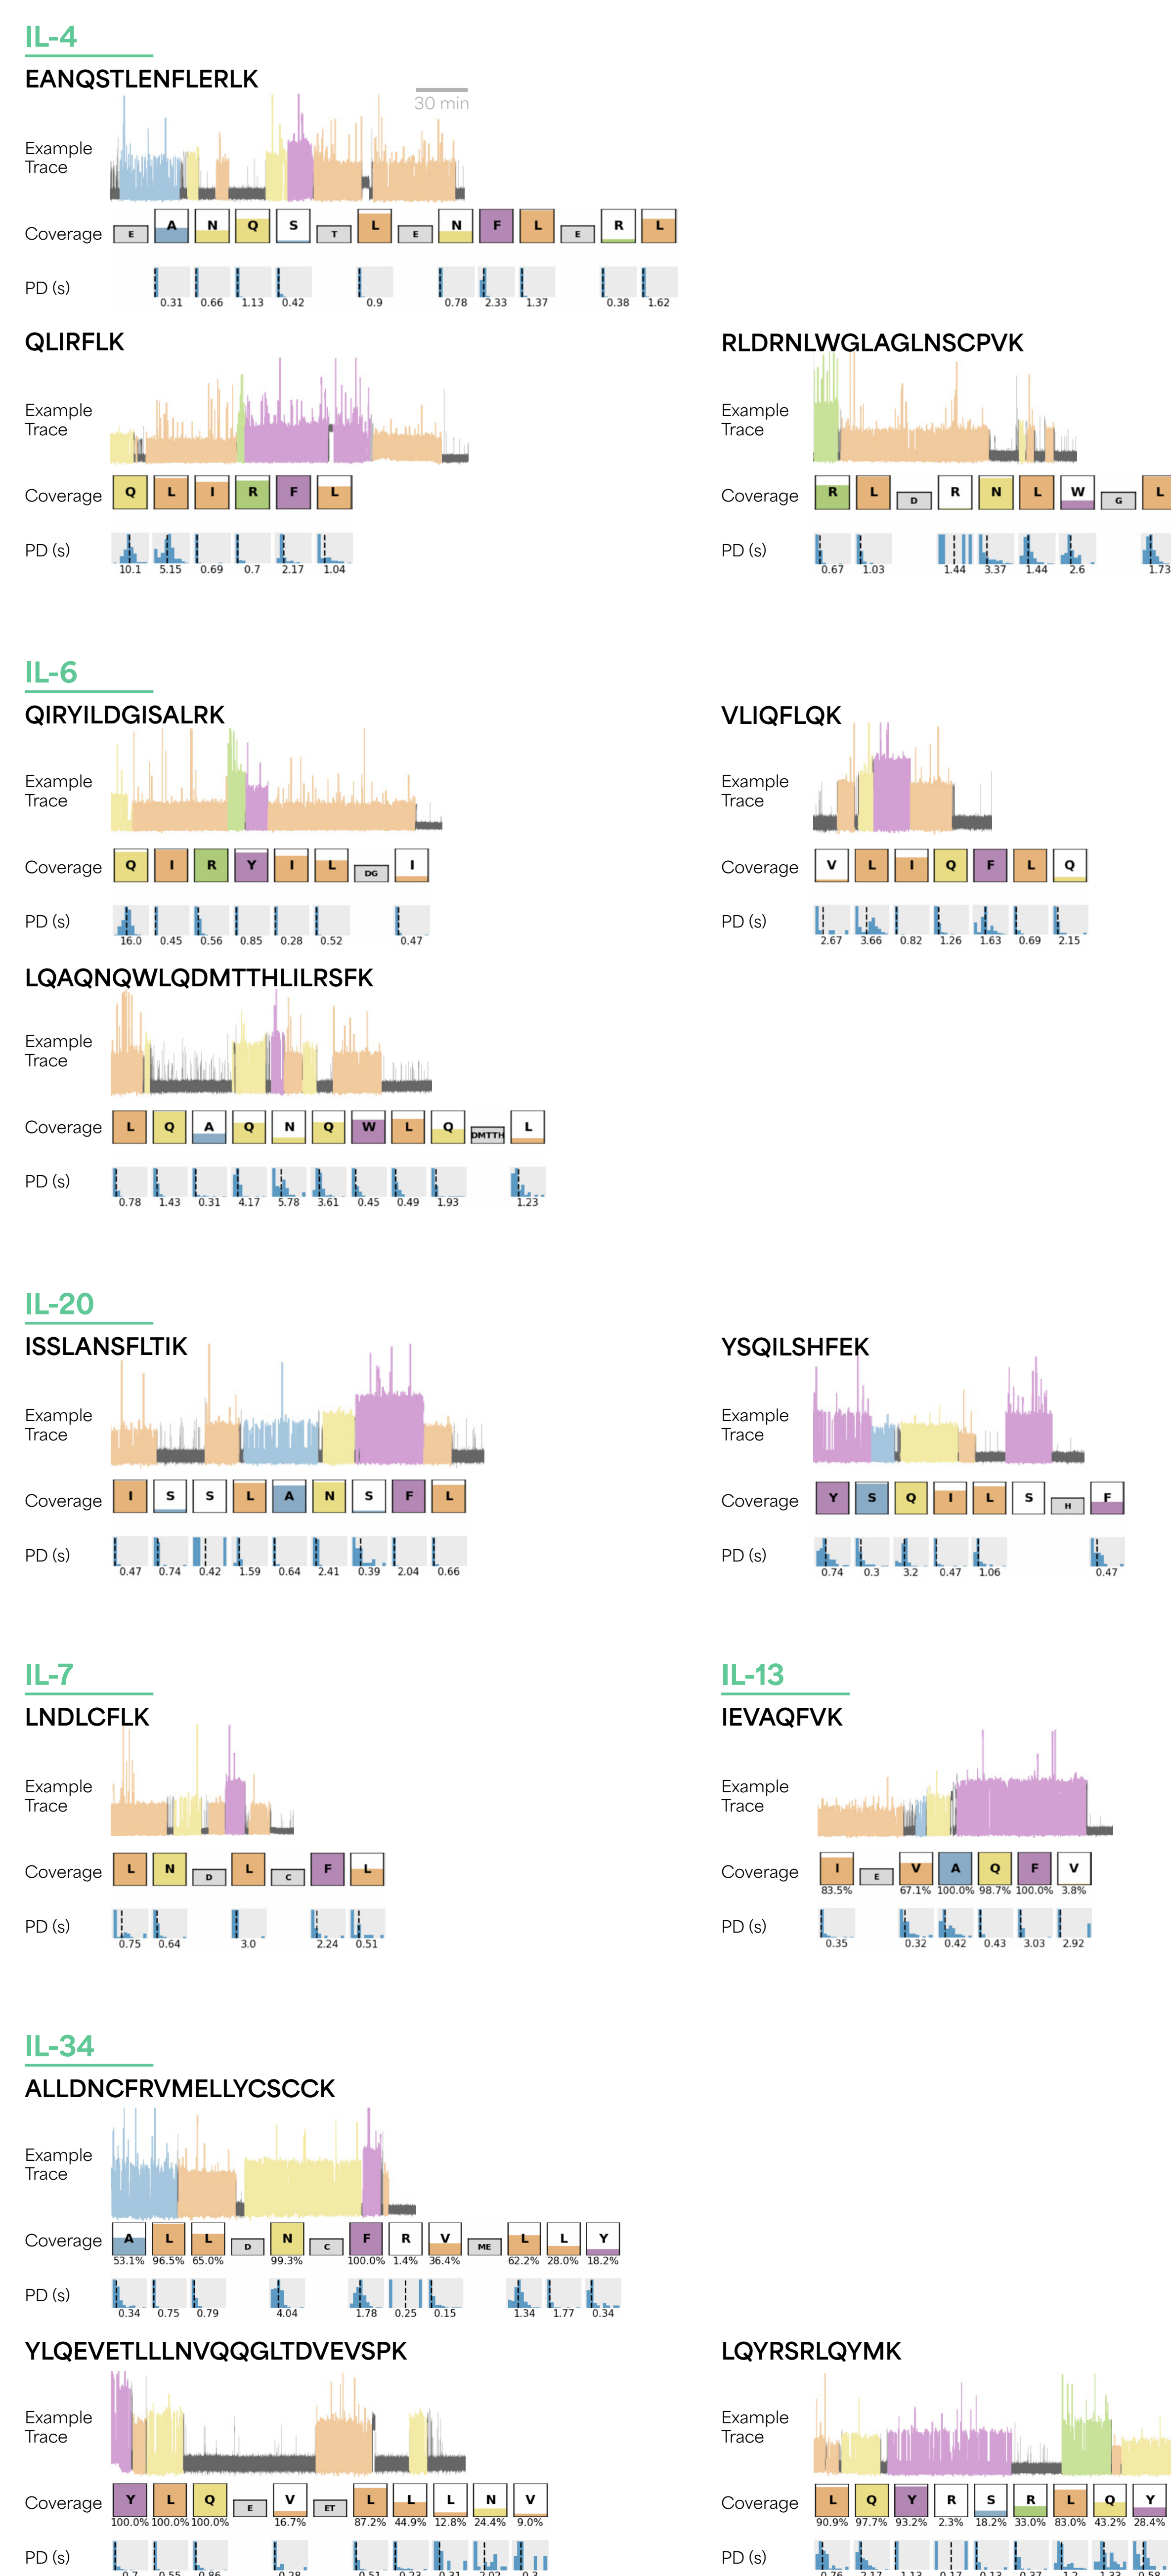 IL-4
EANQSTLENFLERLK
30 min
Example
Trace
Coverage E A N Q S T L E N F L E R L
PD (s)
0.31 0.66 1.13 0.42 0.9 0.78 2.33 1.37 0.38 1.62
QLIRFLK
Example
Trace
Coverage Q L I R F L
PD (s)
10.1 5.15 0.69 0.7 2.17 1.04
RLDRNLWGLAGLNSCPVK
Example
Trace
Coverage R L D R N L W G L
PD (s)
0.67 1.03 1.44 3.37 1.44 2.6 1.73
IL-6
QIRYILDGISALRK
Example
Trace
Coverage Q I R Y I L DG I
PD (s)
16.0 0.45 0.56 0.85 0.28 0.52 0.47
VLIQFLQK
Example
Trace
Coverage V L I Q F L Q
PD (s)
2.67 3.66 0.82 1.26 1.63 0.69 2.15
LQAQNQWLQDMTTHLILRSFK
Example
Trace
Coverage L Q A Q N Q W L Q DMTTH L
PD (s)
0.78 1.43 0.31 4.17 5.78 3.61 0.45 0.49 1.93 1.23
IL-20
ISSLANSFLTIK
Example
Trace
Coverage I S S L A N S F L
PD (s)
0.47 0.74 0.42 1.59 0.64 2.41 0.39 2.04 0.66
YSQILSHFEK
Example
Trace
Coverage Y S Q I L S H F
PD (s)
0.74 0.3 3.2 0.47 1.06 0.47
IL-7
LNDLCFLK
Example
Trace
Coverage L N D L C F L
PD (s)
0.75 0.64 3.0 2.24 0.51
IL-13
IEVAQFVK
Example
Trace
Coverage I E V A Q F V
83.5% 67.1% 100.0% 98.7% 100.0% 3.8%
PD (s)
0.35 0.32 0.42 0.43 3.03 2.92
IL-34
ALLDNCFRVMELLYCSCCK
Example
Trace
Coverage A L L D N C F R V ME L L Y
53.1% 96.5% 65.0% 99.3% 100.0% 1.4% 36.4% 62.2% 28.0% 18.2%
PD (s)
0.34 0.75 0.79 4.04 1.78 0.25 0.15 1.34 1.77 0.34
YLQEVETLLLNVQQGLTDVEVSPK
Example
Trace
Coverage Y L Q E V ET L L L N V
100.0% 100.0% 100.0% 16.7% 87.2% 44.9% 12.8% 24.4% 9.0%
PD (s)
LQYRSRLQYMK
Example
Trace
Coverage L Q Y R S R L Q Y
90.9% 97.7% 93.2% 2.3% 18.2% 33.0% 83.0% 43.2% 28.4%
PD (s)